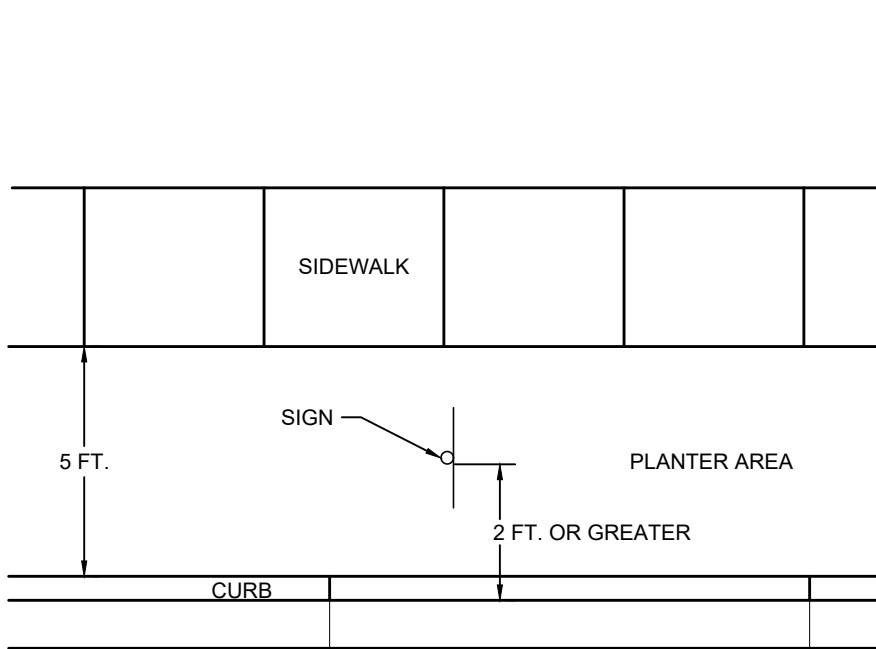 SIDEWALK
SIGN
5 FT.
PLANTER AREA
2 FT. OR GREATER
CURB